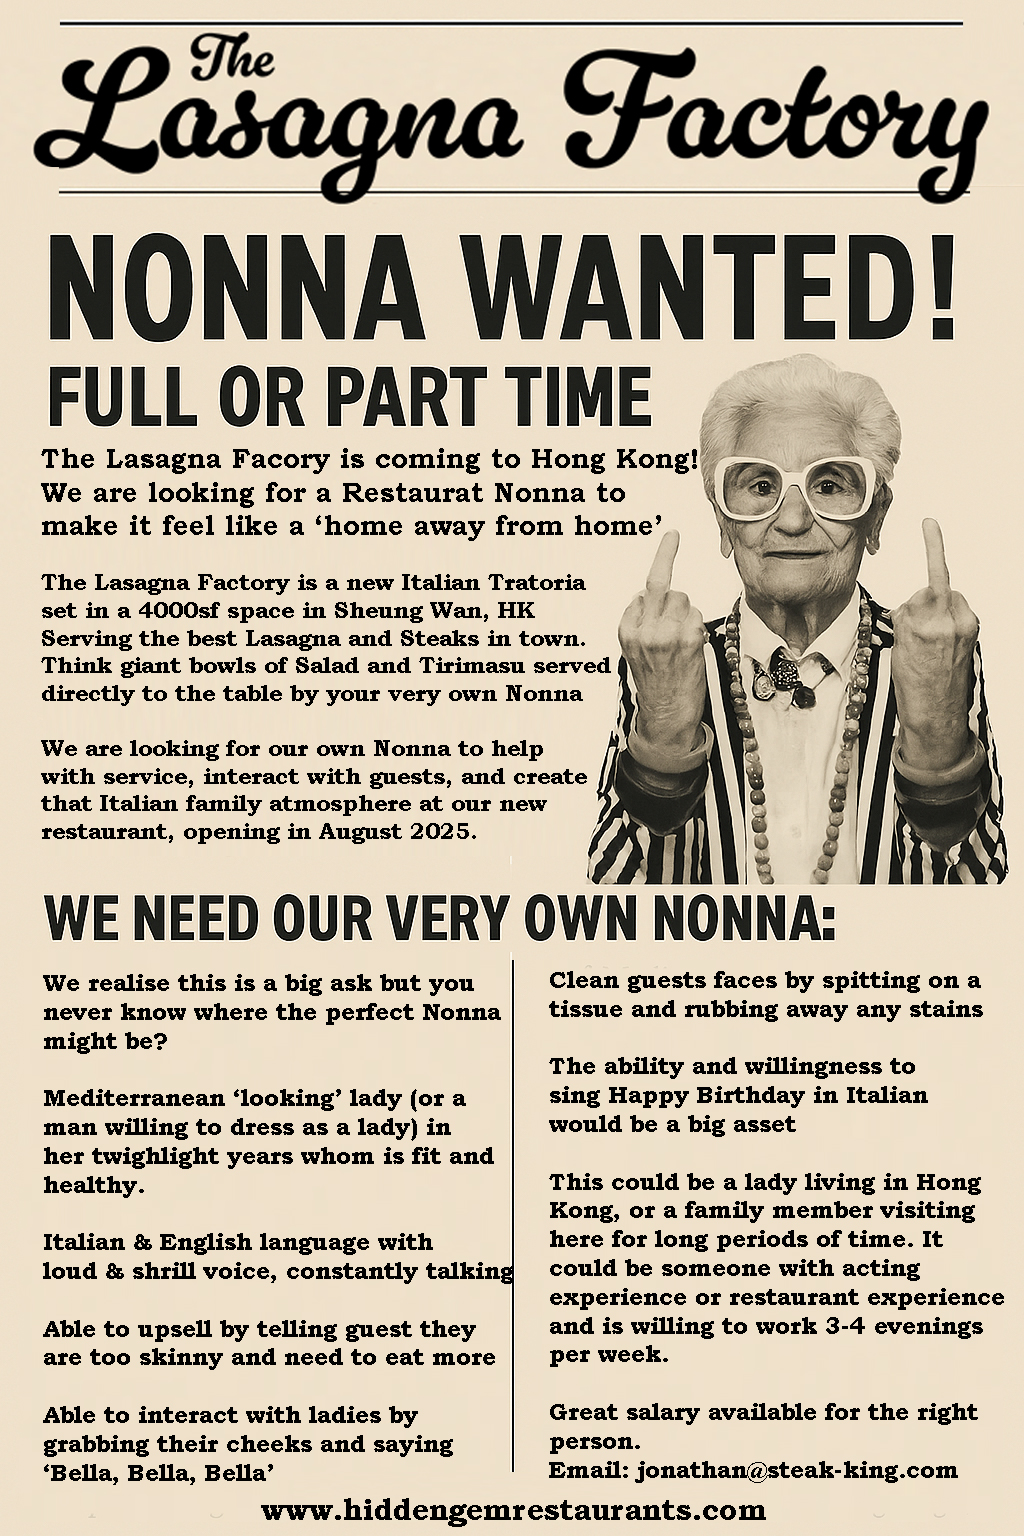 The
Lasagna Factory
NONNA WANTED!
FULL OR PART TIME
The Lasagna Facory is coming to Hong Kong!
We are looking for a Restaurat Nonna to
make it feel like a ‘home away from home’
The Lasagna Factory is a new Italian Tratoria
set in a 4000sf space in Sheung Wan, HK
Serving the best Lasagna and Steaks in town.
Think giant bowls of Salad and Tirimasu served
directly to the table by your very own Nonna
We are looking for our own Nonna to help
with service, interact with guests, and create
that Italian family atmosphere at our new
restaurant, opening in August 2025.
WE NEED OUR VERY OWN NONNA:
We realise this is a big ask but you
never know where the perfect Nonna
might be?
Mediterranean ‘looking’ lady (or a
man willing to dress as a lady) in
her twighlight years whom is fit and
healthy.
Italian & English language with
loud & shrill voice, constantly talking
Able to upsell by telling guest they
are too skinny and need to eat more
Able to interact with ladies by
grabbing their cheeks and saying
‘Bella, Bella, Bella’
Clean guests faces by spitting on a
tissue and rubbing away any stains
The ability and willingness to
sing Happy Birthday in Italian
would be a big asset
This could be a lady living in Hong
Kong, or a family member visiting
here for long periods of time. It
could be someone with acting
experience or restaurant experience
and is willing to work 3-4 evenings
per week.
Great salary available for the right
person.
Email: jonathan@steak-king.com
www.hiddengemrestaurants.com